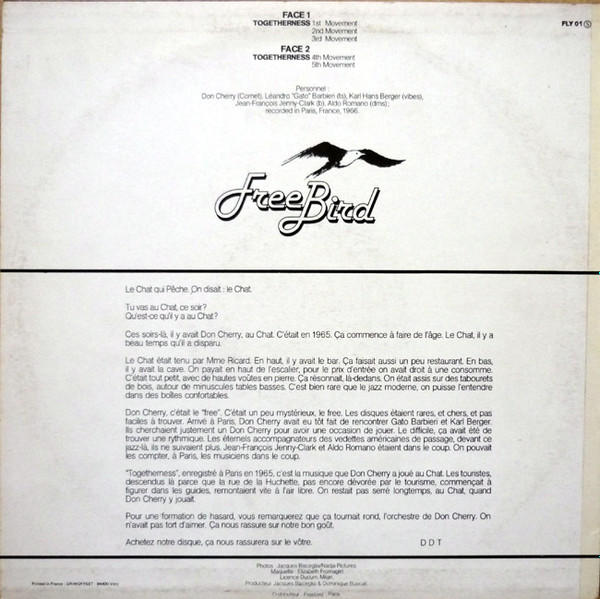 FACE 1
TOGETHERNESS 1st Movement
2nd Movement
3rd Movement
FACE 2
TOGETHERNESS 4th Movement
5th Movement
FLY 01
Personnel :
Don Cherry (Cornet), Léandro "Gato" Barbieri (ts), Karl Hans Berger (vibes),
Jean-François Jenny-Clark (b), Aldo Romano (dms);
recorded in Paris, France, 1966.
Free Bird
Le Chat qui Pêche. On disait : le Chat.
Tu vas au Chat, ce soir?
Qu'est-ce qu'il y a au Chat?
Ces soirs-là, il y avait Don Cherry, au Chat. C'était en 1965. Ça commence à faire de l'âge. Le Chat, il y a
beau temps qu'il a disparu.
Le Chat était tenu par Mme Ricard. En haut, il y avait le bar. Ça faisait aussi un peu restaurant. En bas,
il y avait la cave. On payait en haut de l'escalier, pour le prix d'entrée on avait droit à une consomme.
C'était tout petit, avec de hautes voûtes en pierre. Ça résonnait, là-dedans. On était assis sur des tabourets
de bois, autour de minuscules tables basses. C'est bien rare que le jazz moderne, on puisse l'entendre
dans des boîtes confortables.
Don Cherry, c'était le "free". C'était un peu mystérieux, le free. Les disques étaient rares, et chers, et pas
faciles à trouver. Arrivé à Paris, Don Cherry avait eu tôt fait de rencontrer Gato Barbieri et Karl Berger.
Ils cherchaient justement un Don Cherry pour avoir une occasion de jouer. Le difficile, ça avait été de
trouver une rythmique. Les éternels accompagnateurs des vedettes américaines de passage, devant ce
jazz-là, ils ne suivaient plus. Jean-François Jenny-Clark et Aldo Romano étaient dans le coup. On pouvait
les compter, à Paris, les musiciens dans le coup.
"Togetherness", enregistré à Paris en 1965, c'est la musique que Don Cherry a joué au Chat. Les touristes,
descendus là parce que la rue de la Huchette, pas encore dévorée par le tourisme, commençait à
figurer dans les guides, remontaient vite à l'air libre. On restait pas serré longtemps, au Chat, quand
Don Cherry y jouait.
Pour une formation de hasard, vous remarquerez que ça tournait rond, l'orchestre de Don Cherry. On
n'avait pas tort d'aimer. Ça nous rassure sur notre bon goût.
Achetez notre disque, ça nous rassurera sur le vôtre. D D T
Photos : Jacques Bisceglia/Nadja Pictures
Maquette : Elizabeth Fromageri
Licence Durium, Milan.
Producteur Jacques Bisceglia & Dominique Buscail.
Printed in France
Paris